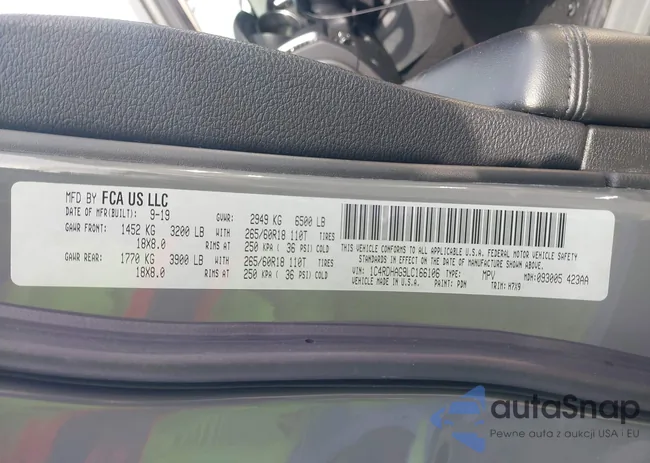 MFD BY FCA US LLC
DATE OF MFR(BUILT): 9-19 GVWR: 2949 KG 6500 LB
GAWR FRONT: 1452 KG 3200 LB WITH 265/60R18 110T TIRES
18X8.0 RIMS AT 250 KPA ( 36 PSI COLD)
GAWR REAR: 1770 KG 3900 LB WITH 265/60R18 110T TIRES
18X8.0 RIMS AT 250 KPA ( 36 PSI COLD)
THIS VEHICLE CONFORMS TO ALL APPLICABLE U.S.A. FEDERAL MOTOR VEHICLE SAFETY
STANDARDS IN EFFECT ON THE DATE OF MANUFACTURE SHOWN ABOVE.
VIN: 1C4RDHAG9LC166106 TYPE: MPV MDH:093005 423AA
VEHICLE MADE IN U.S.A. PAINT: PDN TRIM: H7X9
autaSnap
Pewne auta z aukcji USA i EU